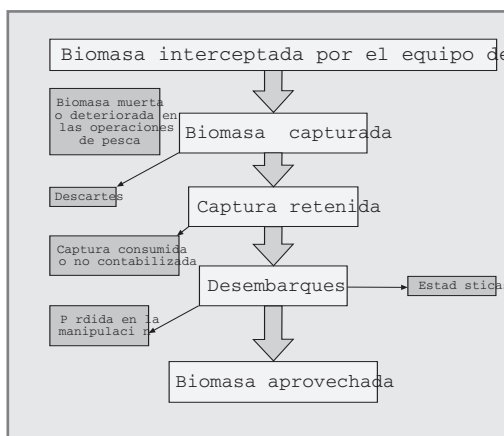 Biomasa interceptada por el equipo de
Biomasa muerta
o deteriorada en
las operaciones
de pesca
Biomasa capturada
Descartes
Captura retenida
Captura consumida
o no contabilizada
Desembarques
Estad sticas
P rdida en la
manipulaci n
Biomasa aprovechada